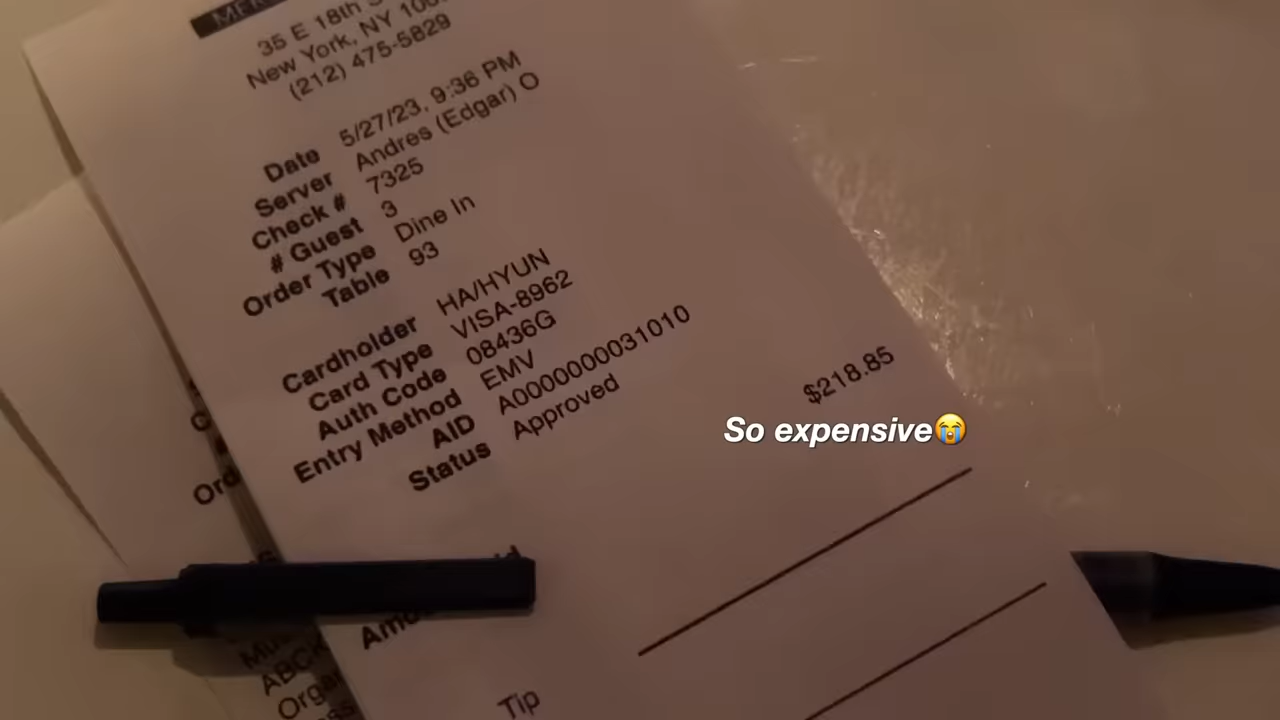 35 E 18th
New York, NY
(212) 475-5829
Date 5/27/23, 9:36 PM
Server Andres (Edgar) O
Check # 7325
# Guest 3
Order Type Dine In
Table 93
Cardholder HA/HYUN
Card Type VISA-8962
Auth Code 08436G
Entry Method EMV
AID A0000000031010
Status Approved
$218.85
So expensive😭
Tip